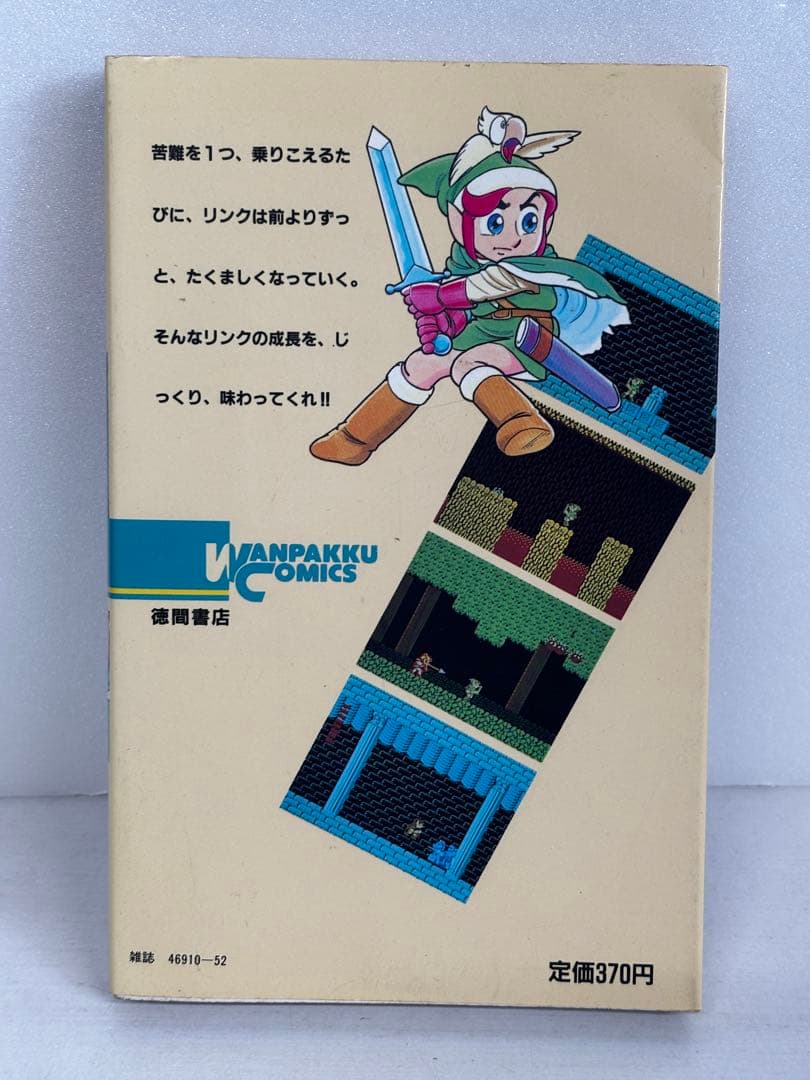 苦難を1つ、乗りこえるた
びに、リンクは前よりずっ
と、たくましくなっていく。
そんなリンクの成長を、じ
っくり、味わってくれ!!
WANPAKKU
COMICS
徳間書店
雑誌 46910-52
定価370円